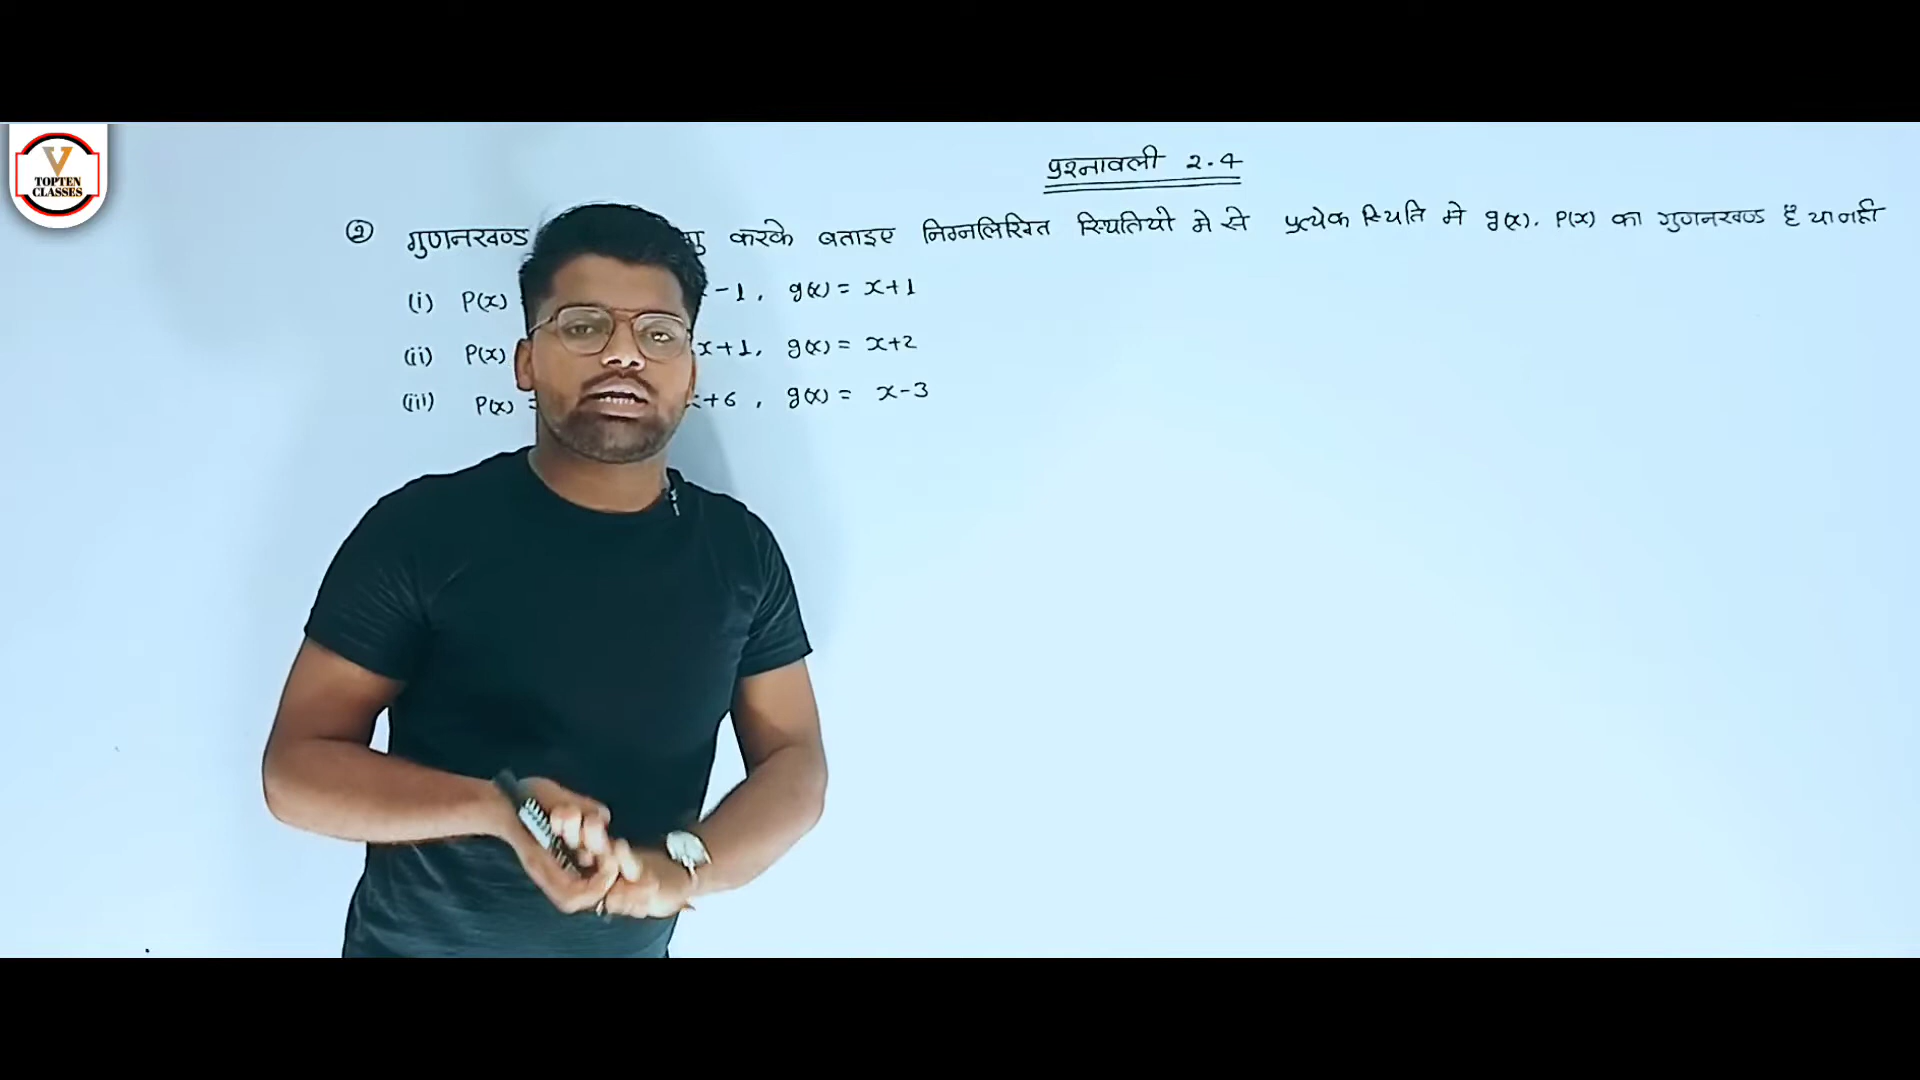 V
TOPTEN
CLASSES
प्रश्नावली 2.4
② गुणनखण्ड करके बताइए निम्नलिखित स्थितियों मे से प्रत्येक स्थिति मे g(x), P(x) का गुणनखण्ड है या नही
(i) P(x) - 1, g(x) = x+1
(ii) P(x) x+1, g(x) = x+2
(iii) P(x) = +6, g(x) = x-3